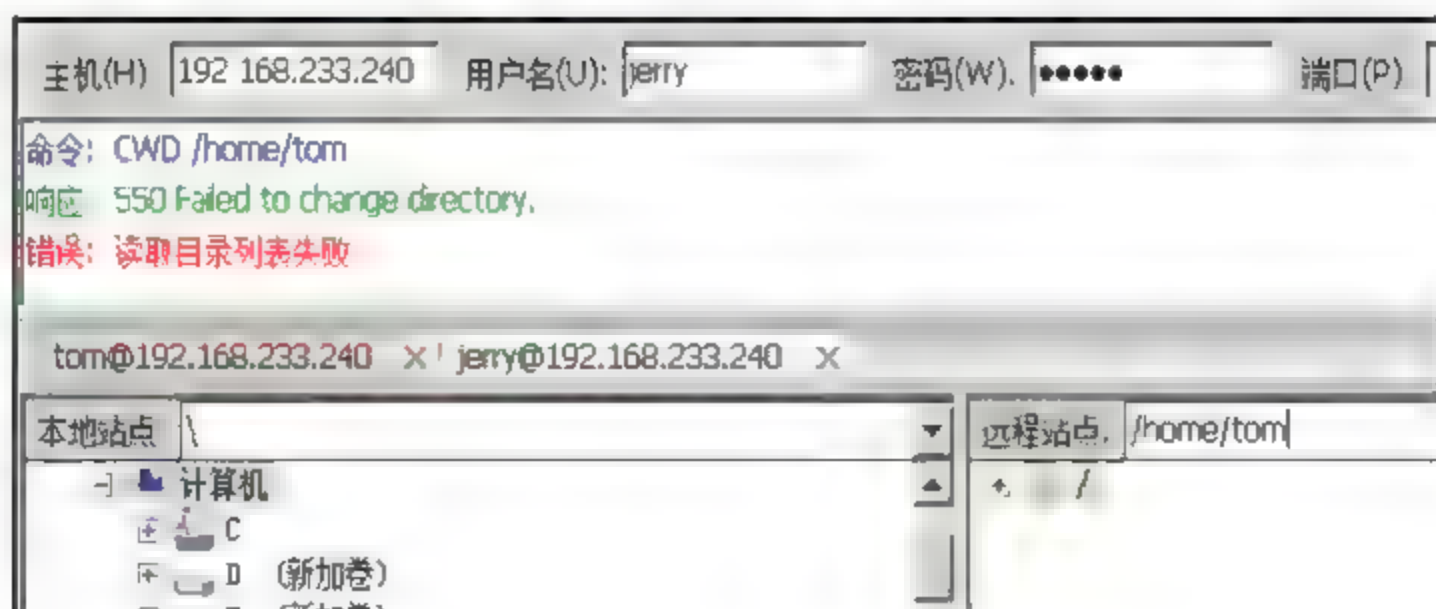 主机(H) 192 168.233.240 用户名(U): jerry 密码(W). ●●●●● 端口(P)
命令: CWD /home/tom
响应 550 Failed to change directory.
错误: 读取目录列表失败
tom@192.168.233.240 X jerry@192.168.233.240 X
本地站点 \ 远程站点. /home/tom
计算机 /
C
D (新加卷)
(新加卷)